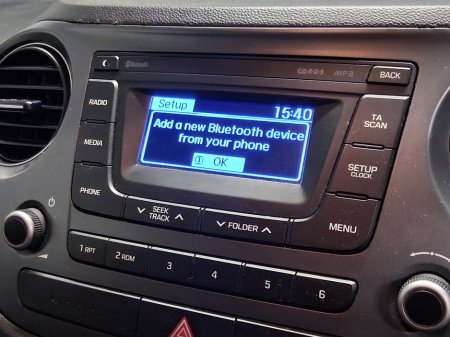 Bluetooth
RDS MP3
BACK
RADIO
MEDIA
PHONE
Setup 15:40
Add a new Bluetooth device
from your phone
① OK
TA
SCAN
SETUP
CLOCK
MENU
SEEK
TRACK
FOLDER
1 RPT
2 RDM
3
4
5
6